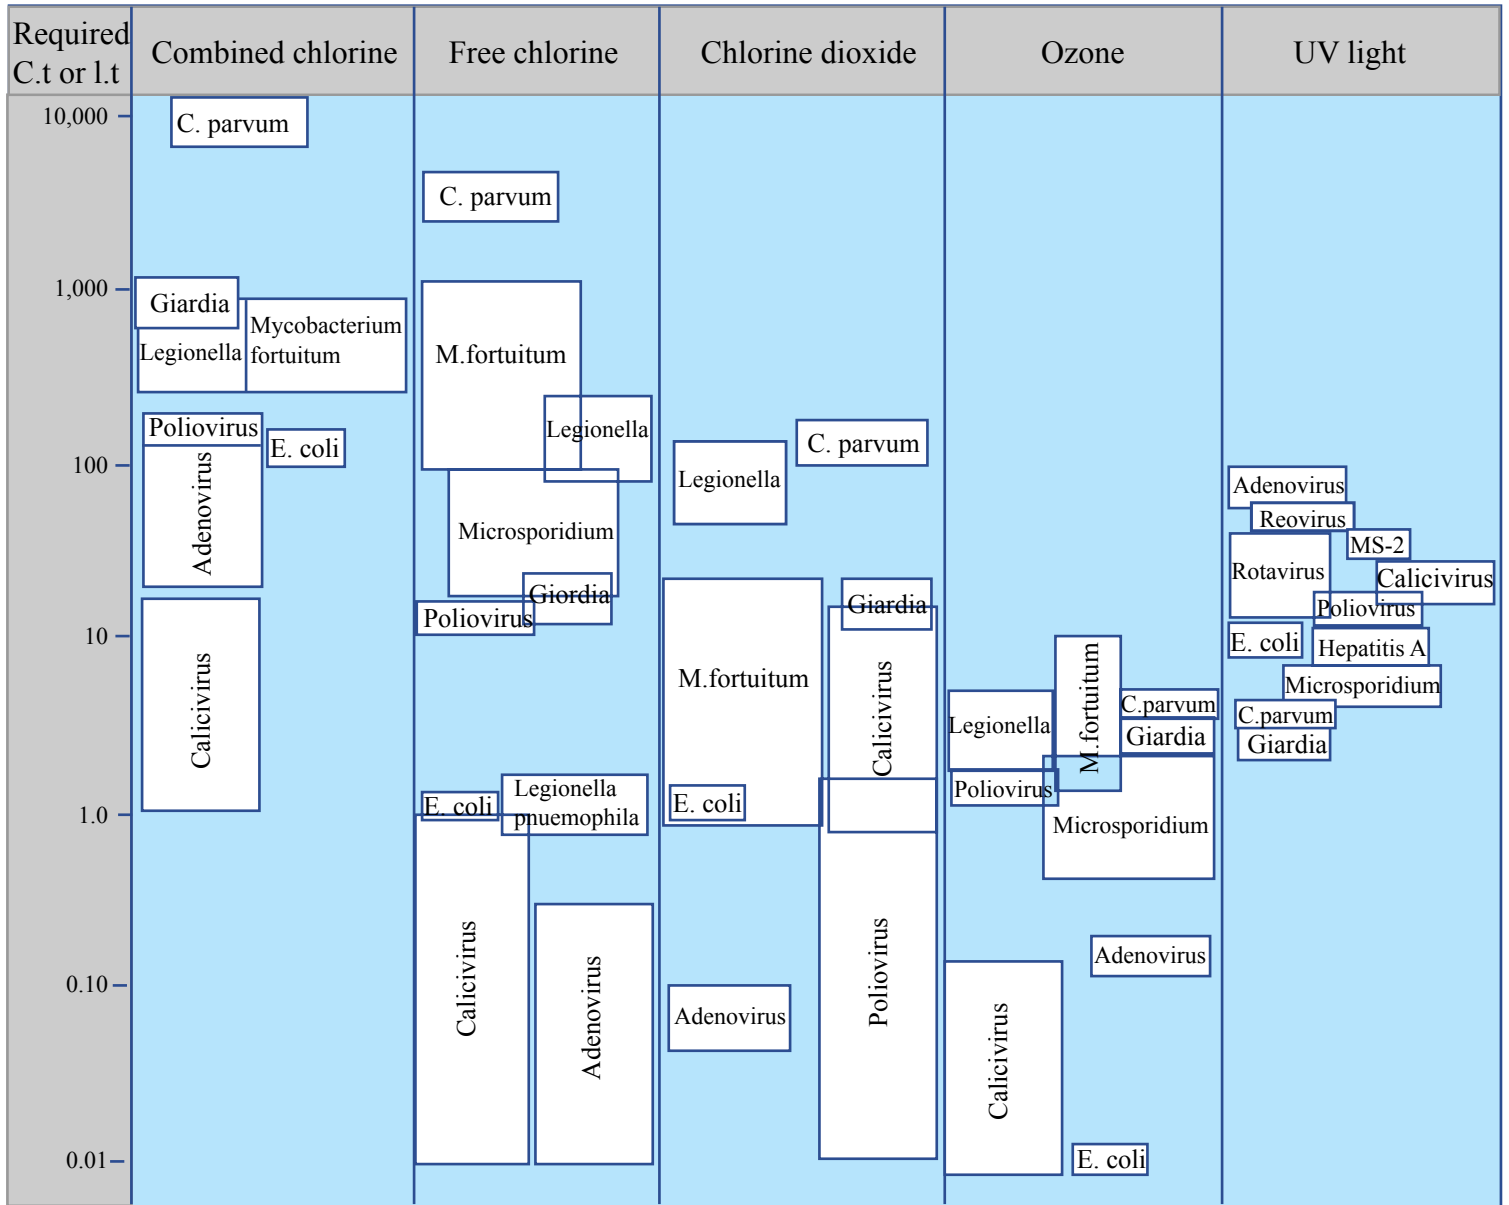 Required
C.t or l.t
Combined chlorine
Free chlorine
Chlorine dioxide
Ozone
UV light
10,000
1,000
100
10
1.0
0.10
0.01
C. parvum
Giardia
Legionella
Mycobacterium
fortuitum
Poliovirus
E. coli
Adenovirus
Calicivirus
C. parvum
M.fortuitum
Legionella
Microsporidium
Giordia
Poliovirus
E. coli
Legionella
pnuemophila
Calicivirus
Adenovirus
C. parvum
Legionella
Giardia
M.fortuitum
Calicivirus
E. coli
Poliovirus
Adenovirus
M.fortuitum
C.parvum
Legionella
Giardia
Poliovirus
Microsporidium
Adenovirus
Calicivirus
E. coli
Adenovirus
Reovirus
MS-2
Rotavirus
Calicivirus
Poliovirus
E. coli
Hepatitis A
Microsporidium
C.parvum
Giardia